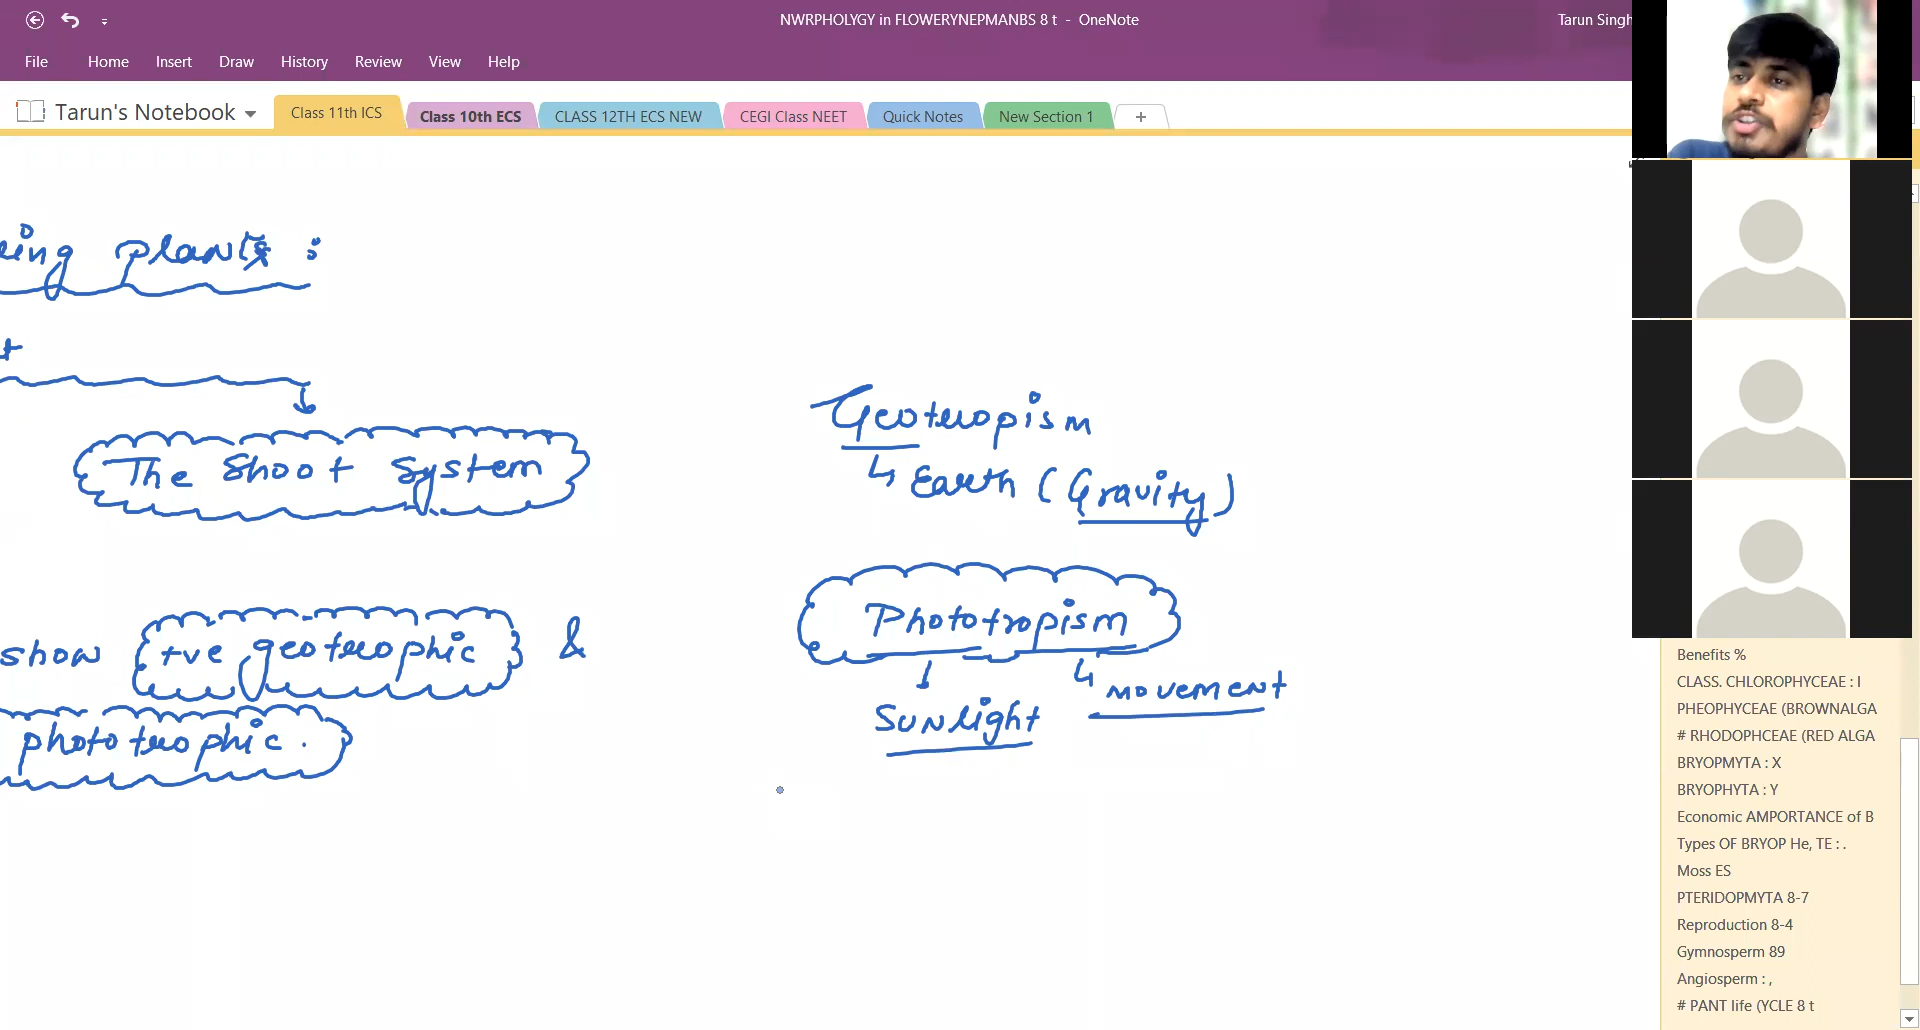 NWRPHOLYGY in FLOWERYNEPMANBS 8 t - OneNote
Tarun Singh
File Home Insert Draw History Review View Help
Tarun's Notebook
Class 11th ICS
Class 10th ECS
CLASS 12TH ECS NEW
CEGI Class NEET
Quick Notes
New Section 1
+
ing plants :
t
The Shoot System
show +ve geotrophic &
phototrophic.
Geotropism
Earth (Gravity)
Phototropism
Sunlight
movement
Benefits %
CLASS. CHLOROPHYCEAE : I
PHEOPHYCEAE (BROWNALGA
# RHODOPHCEAE (RED ALGA
BRYOPMYTA : X
BRYOPHYTA : Y
Economic AMPORTANCE of B
Types OF BRYOP He, TE : .
Moss ES
PTERIDOPMYTA 8-7
Reproduction 8-4
Gymnosperm 89
Angiosperm : ,
# PANT life (YCLE 8 t